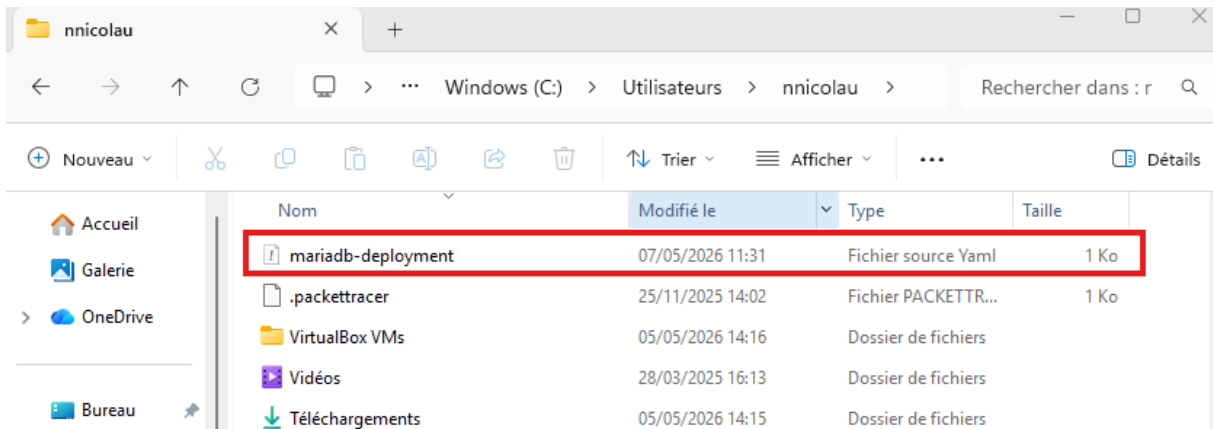 nnicolau
Windows (C:) > Utilisateurs > nnicolau >
Rechercher dans : r
Nouveau
Trier
Afficher
Détails
Accueil
Galerie
OneDrive
Bureau
Nom Modifié le Type Taille
mariadb-deployment 07/05/2026 11:31 Fichier source Yaml 1 Ko
.packettracer 25/11/2025 14:02 Fichier PACKETTR... 1 Ko
VirtualBox VMs 05/05/2026 14:16 Dossier de fichiers
Vidéos 28/03/2025 16:13 Dossier de fichiers
Téléchargements 05/05/2026 14:15 Dossier de fichiers